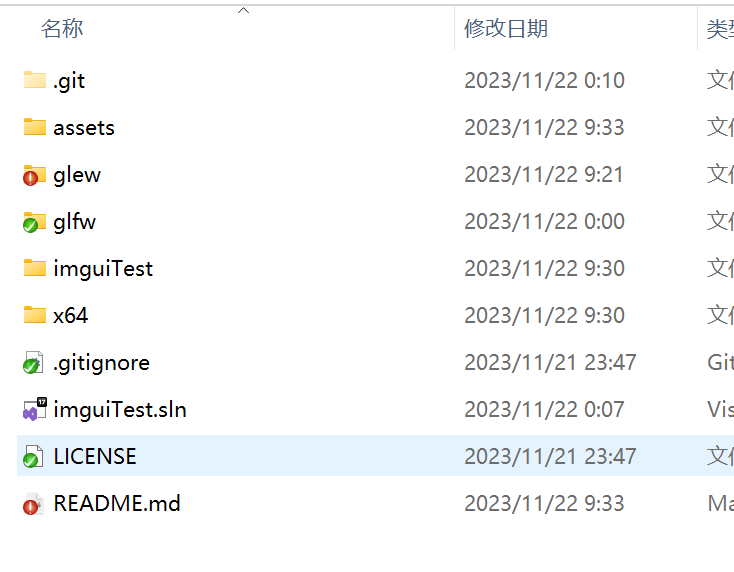 名称 修改日期 类型
.git 2023/11/22 0:10 文件
assets 2023/11/22 9:33 文件
glew 2023/11/22 9:21 文件
glfw 2023/11/22 0:00 文件
imguiTest 2023/11/22 9:30 文件
x64 2023/11/22 9:30 文件
.gitignore 2023/11/21 23:47 Git
imguiTest.sln 2023/11/22 0:07 Vis
LICENSE 2023/11/21 23:47 文件
README.md 2023/11/22 9:33 Ma